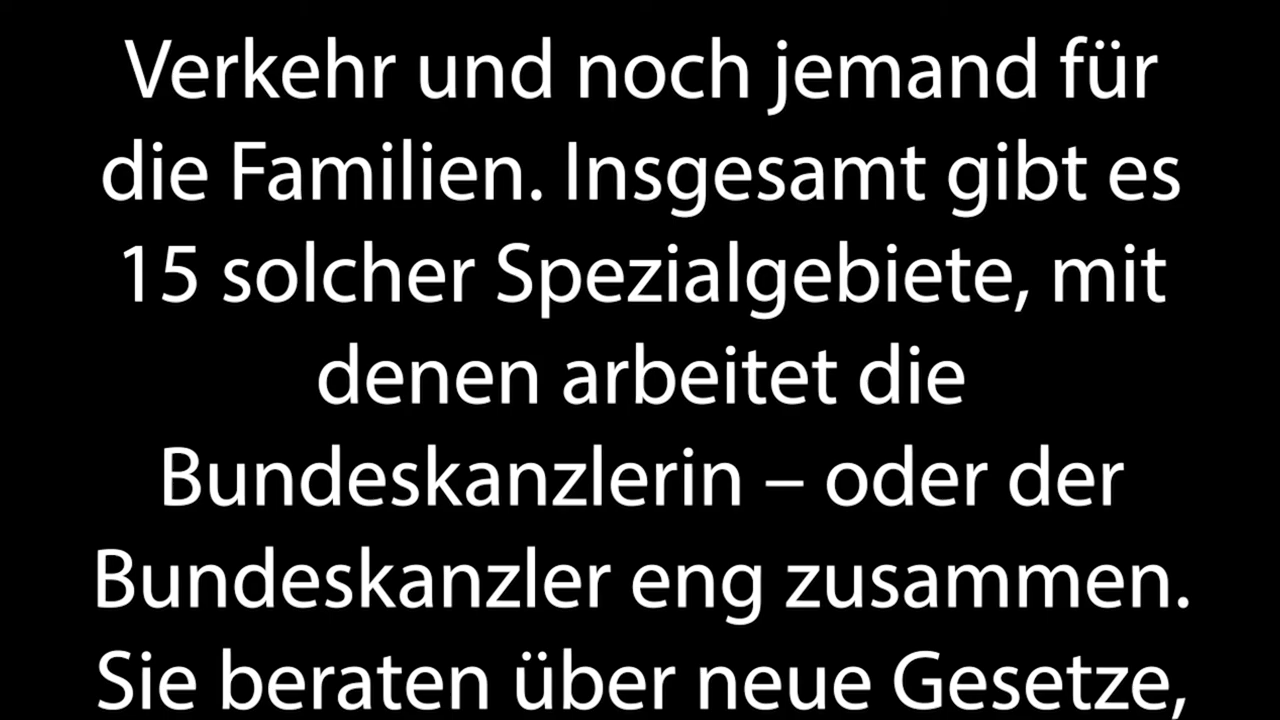 Verkehr und noch jemand für
die Familien. Insgesamt gibt es
15 solcher Spezialgebiete, mit
denen arbeitet die
Bundeskanzlerin – oder der
Bundeskanzler eng zusammen.
Sie beraten über neue Gesetze,